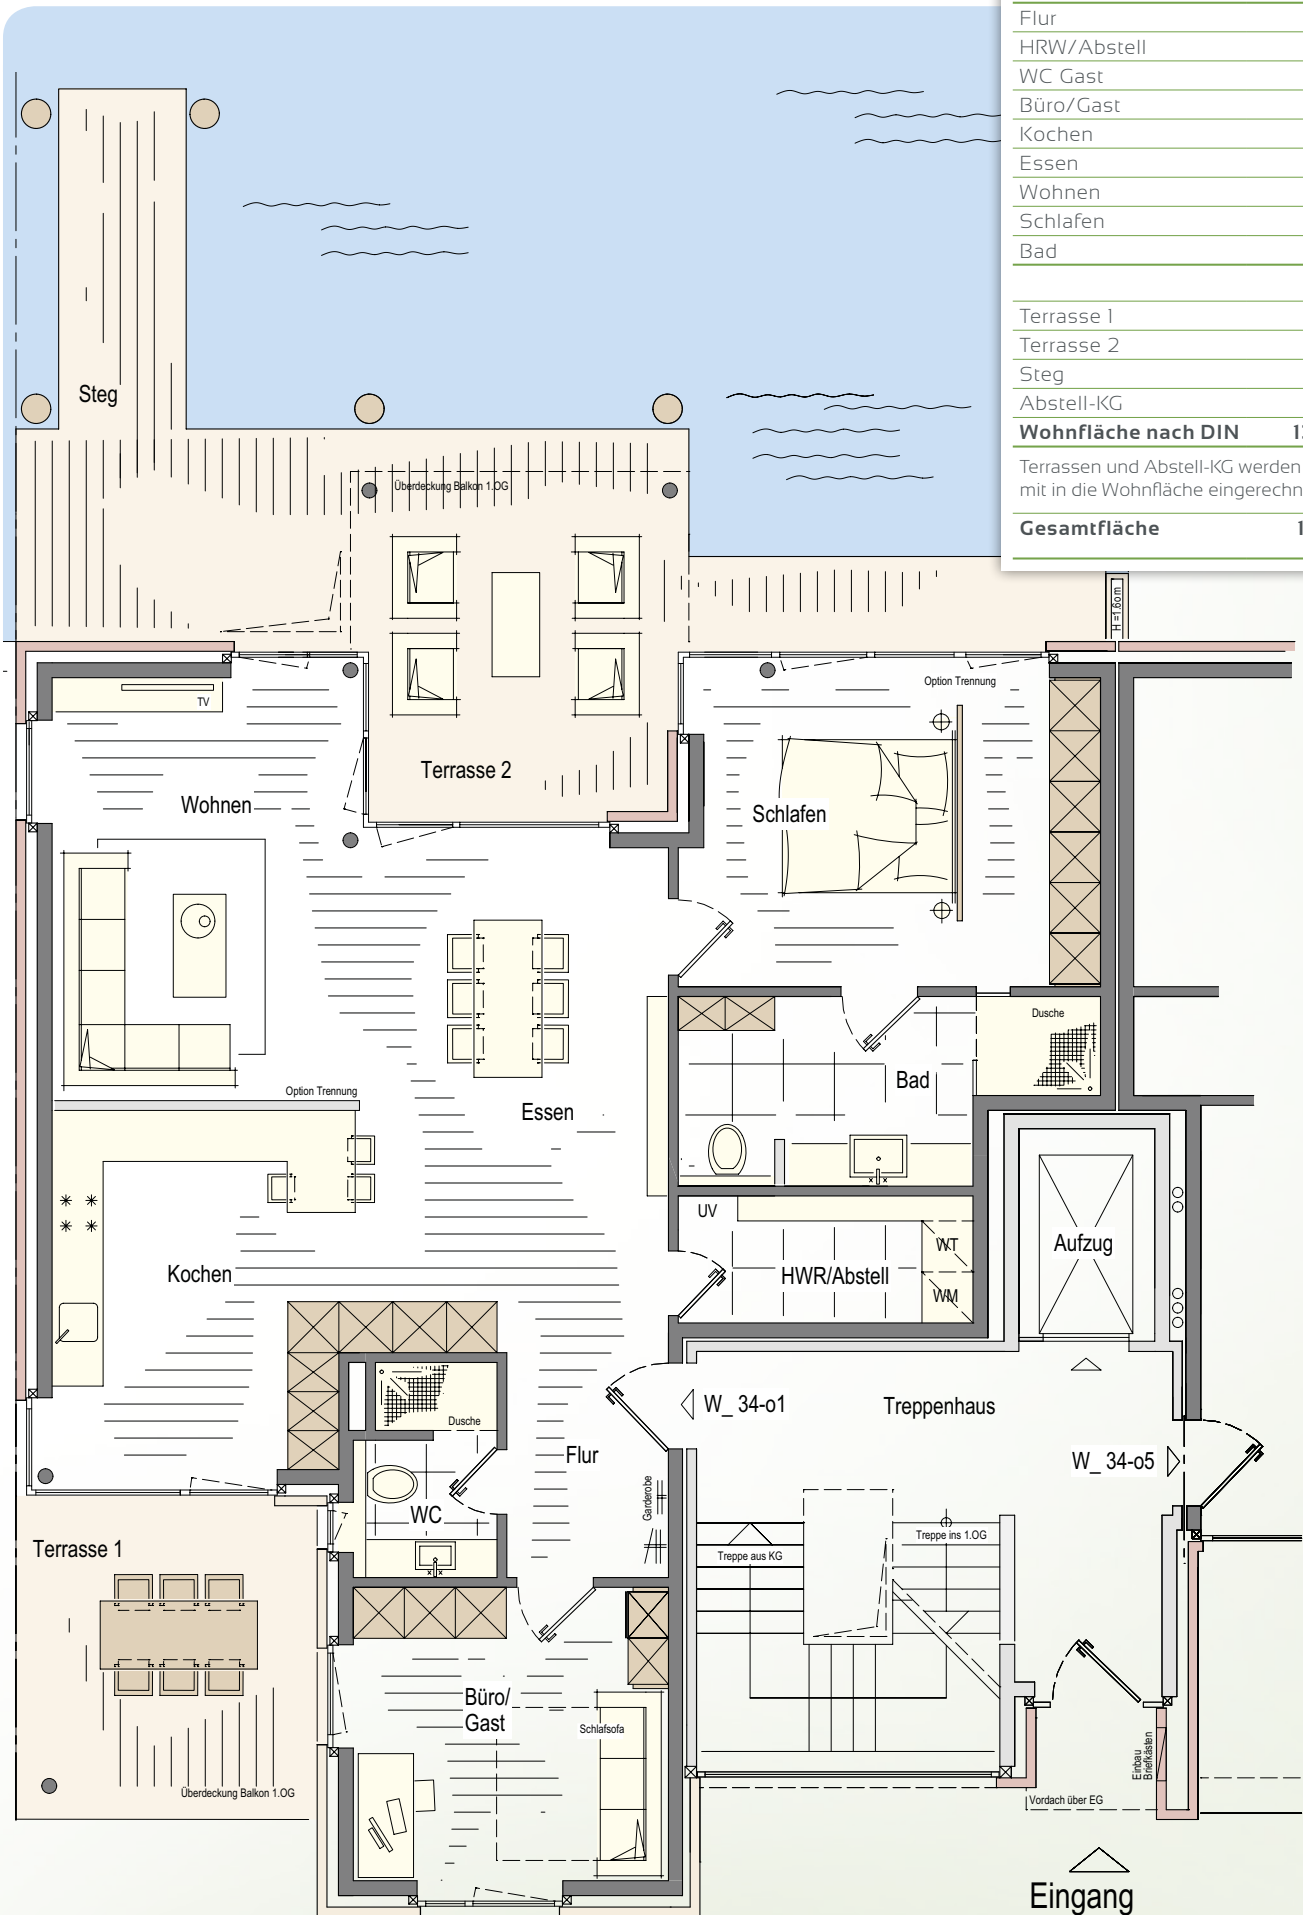 Flur
HRW/Abstell
WC Gast
Büro/Gast
Kochen
Essen
Wohnen
Schlafen
Bad
Terrasse 1
Terrasse 2
Steg
Abstell-KG
Wohnfläche nach DIN
Terrassen und Abstell-KG werden
mit in die Wohnfläche
Gesamtfläche
Steg
Überdeckung Balkon 1.OG
H =1.60m
TV
Option Trennung
Terrasse 2
Wohnen
Schlafen
Dusche
Bad
Option Trennung
Essen
UV
WT
Aufzug
Kochen
HWR/Abstell
WM
W_ 34-o1
Treppenhaus
Dusche
Flur
W_ 34-o5
Garderobe
WC
Treppe ins 1.OG
Terrasse 1
Treppe aus KG
Büro/
Gast
Schlafsofa
Einbau
Briefkästen
Überdeckung Balkon 1.OG
Vordach über EG
Eingang